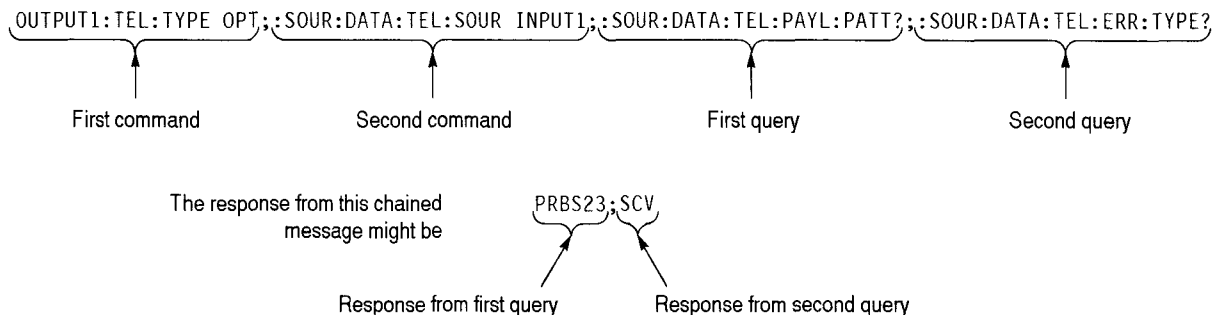 OUTPUT1:TEL:TYPE OPT;:SOUR:DATA:TEL:SOUR INPUT1;:SOUR:DATA:TEL:PAYL:PATT?;:SOUR:DATA:TEL:ERR:TYPE?
First command Second command First query Second query
The response from this chained
message might be
PRBS23;SCV
Response from first query Response from second query